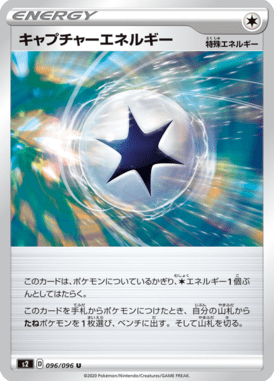 ENERGY
キャプチャーエネルギー
特殊エネルギー
このカードは、ポケモンについているかぎり、エネルギー1個ぶ
んとしてはたらく。
このカードを手札からポケモンにつけたとき、自分の山札から
たねポケモンを1枚選び、ベンチに出す。そして山札を切る。
S2 096/096 U
©2020 Pokémon/Nintendo/Creatures/GAME FREAK.